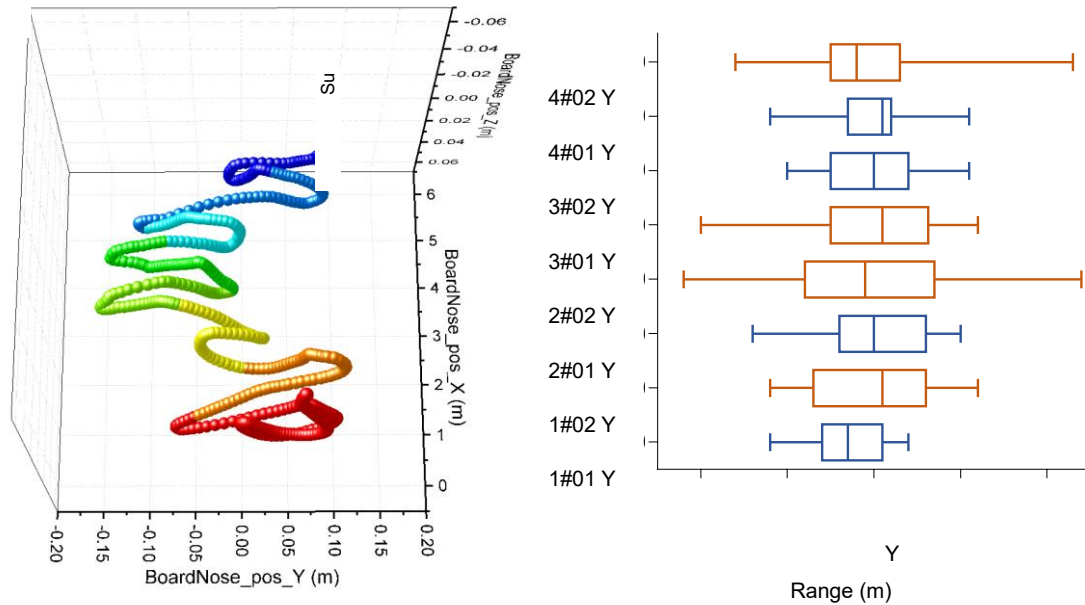 -0.06
-0.04
-0.02
0.00
0.02
0.04
0.06
BoardNose_pos_Z (m)
Sn
6
5
4
3
2
1
0
BoardNose_pos_X (m)
-0.20
-0.15
-0.10
-0.05
0.00
0.05
0.10
0.15
0.20
BoardNose_pos_Y (m)
4#02 Y
4#01 Y
3#02 Y
3#01 Y
2#02 Y
2#01 Y
1#02 Y
1#01 Y
Y
Range (m)